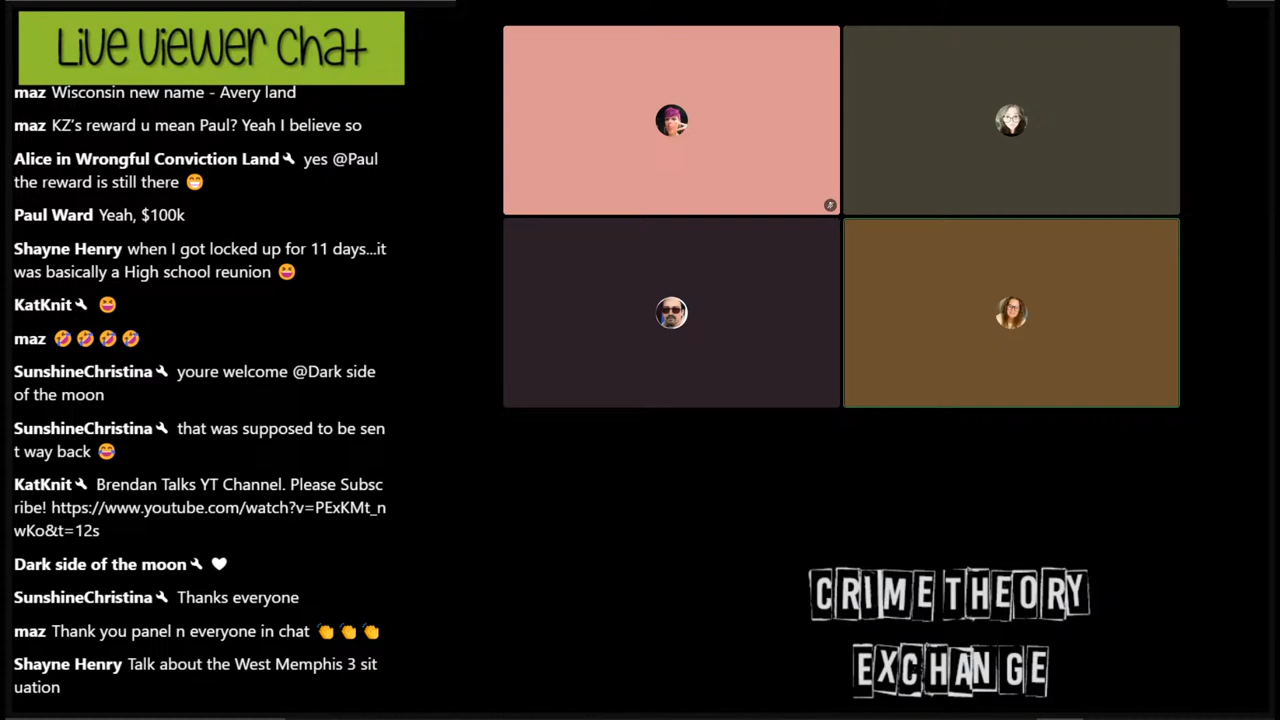 Live viewer chat
maz Wisconsin new name - Avery land
maz KZ's reward u mean Paul? Yeah I believe so
Alice in Wrongful Conviction Land yes @Paul
the reward is still there 😁
Paul Ward Yeah, $100k
Shayne Henry when I got locked up for 11 days...it
was basically a High school reunion 😆
KatKnit 😆
maz 🤣 🤣 🤣 🤣
SunshineChristina youre welcome @Dark side
of the moon
SunshineChristina that was supposed to be sen
t way back 😂
KatKnit Brendan Talks YT Channel. Please Subsc
ribe! https://www.youtube.com/watch?v=PExKMt_n
wKo&t=12s
Dark side of the moon 🤍
SunshineChristina Thanks everyone
maz Thank you panel n everyone in chat 👏 👏 👏
Shayne Henry Talk about the West Memphis 3 sit
uation
CRIME THEORY
EXCHANGE